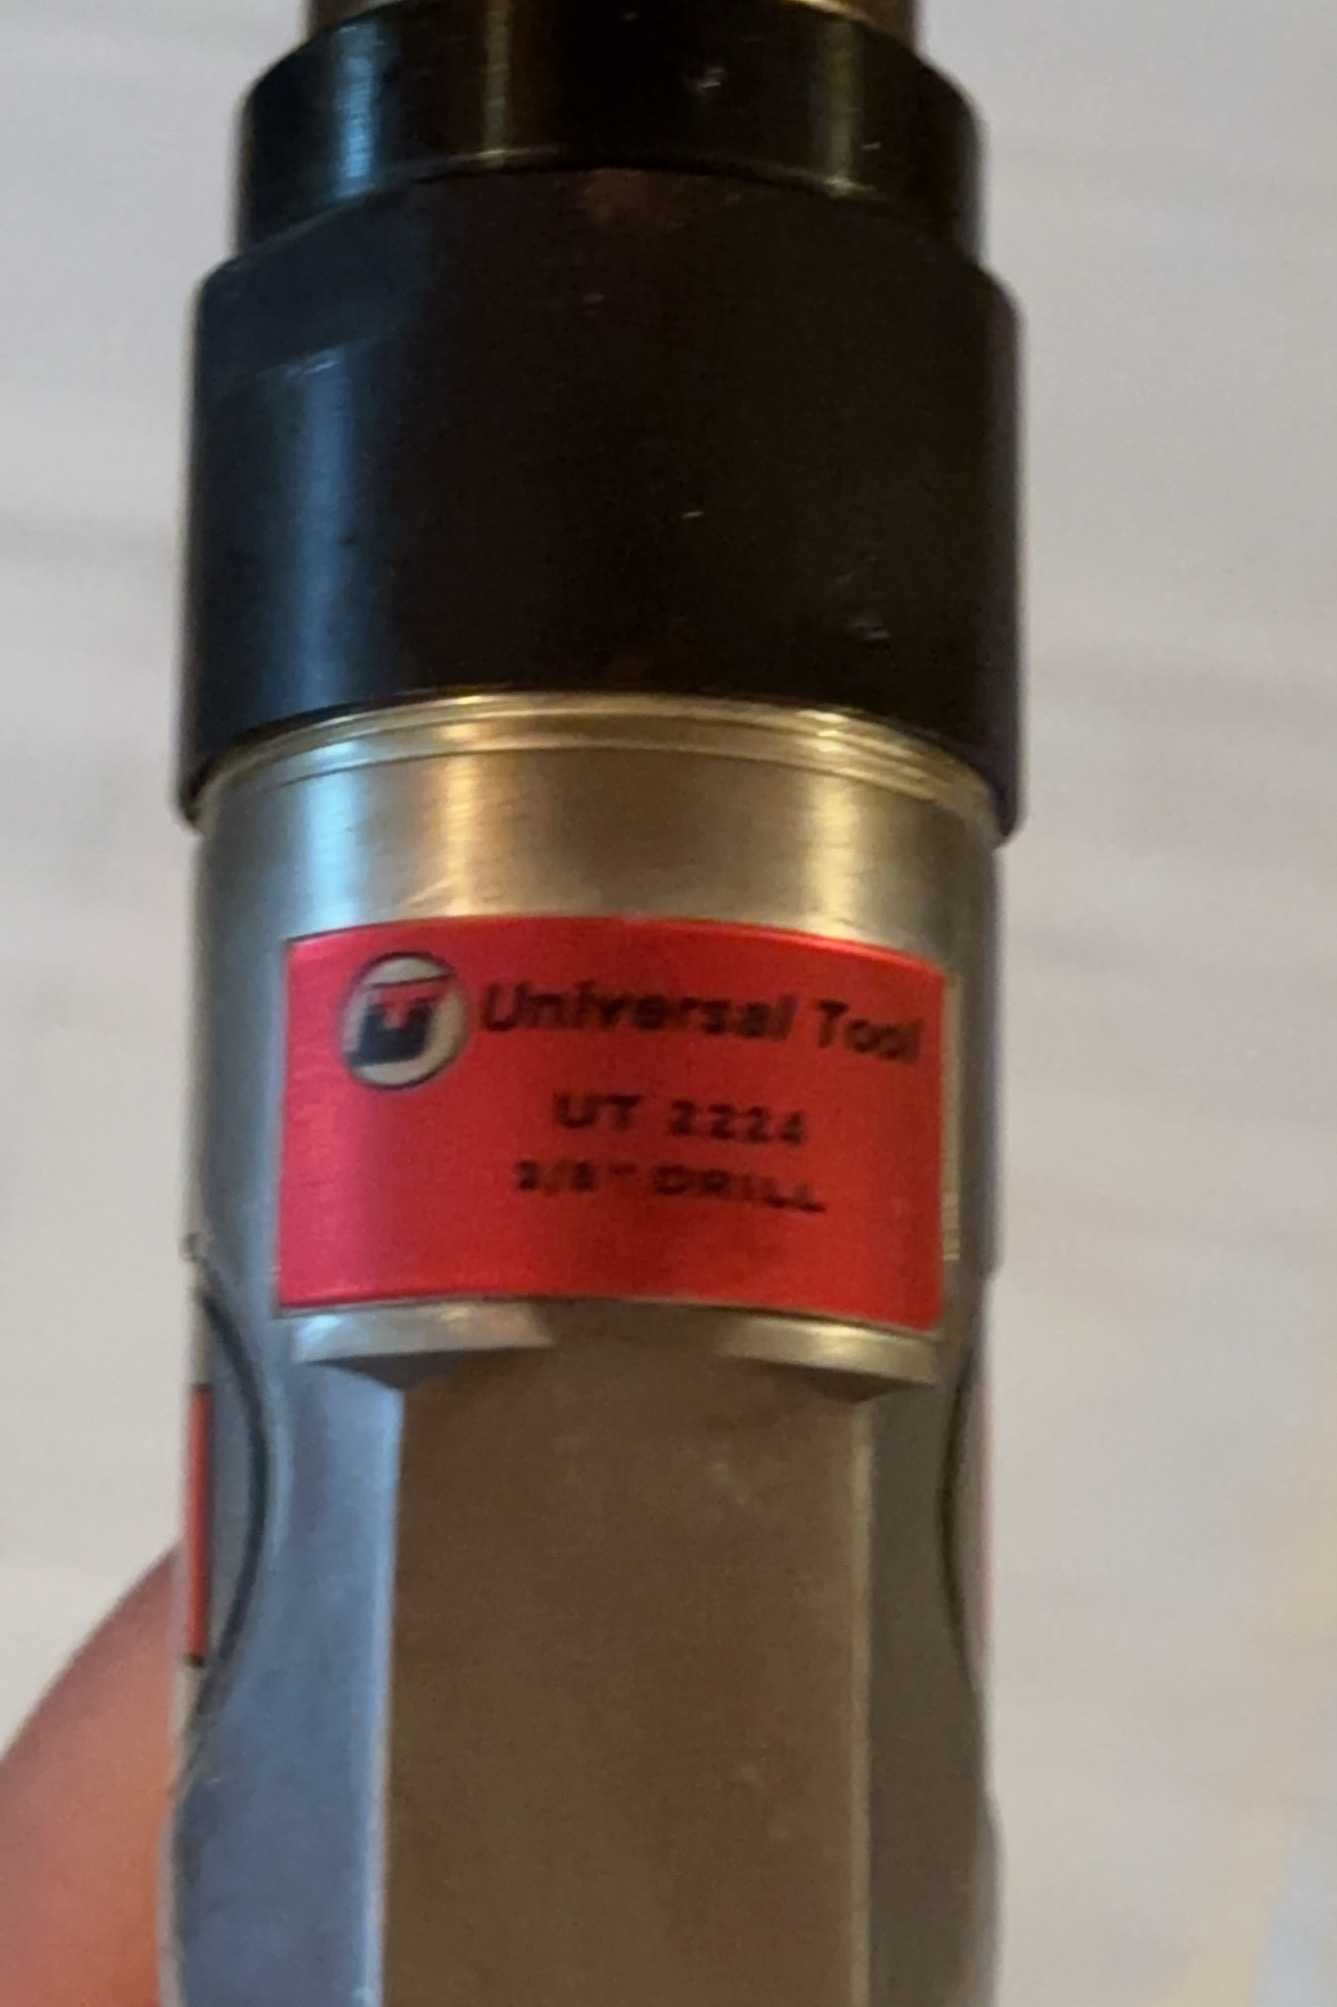 U Universal Tool
UT 2224
3/8" DRILL